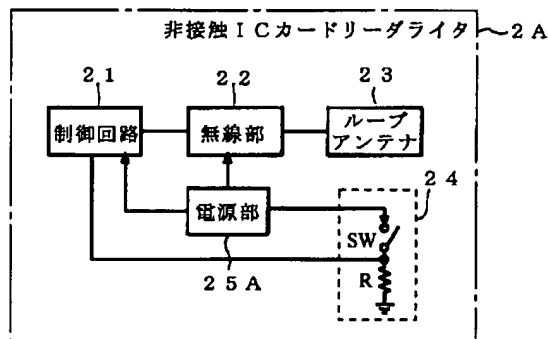 非接触ICカードリーダライタ 2A
21 22 23
制御回路 無線部 ループ
アンテナ
24
電源部
SW
25A R